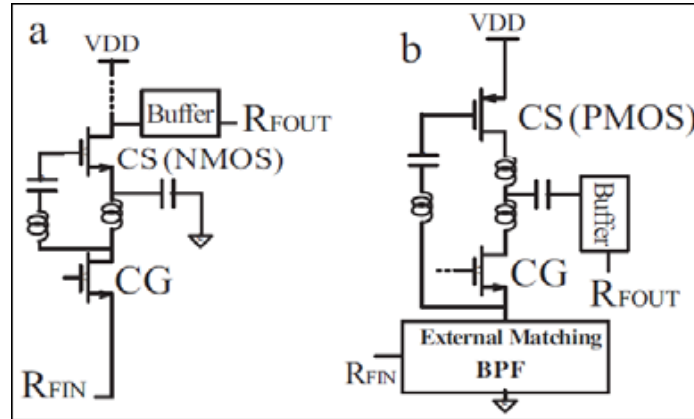 a
VDD
Buffer
RFOUT
CS (NMOS)
CG
RFIN
b
VDD
CS (PMOS)
Buffer
CG
RFOUT
External Matching
BPF
RFIN